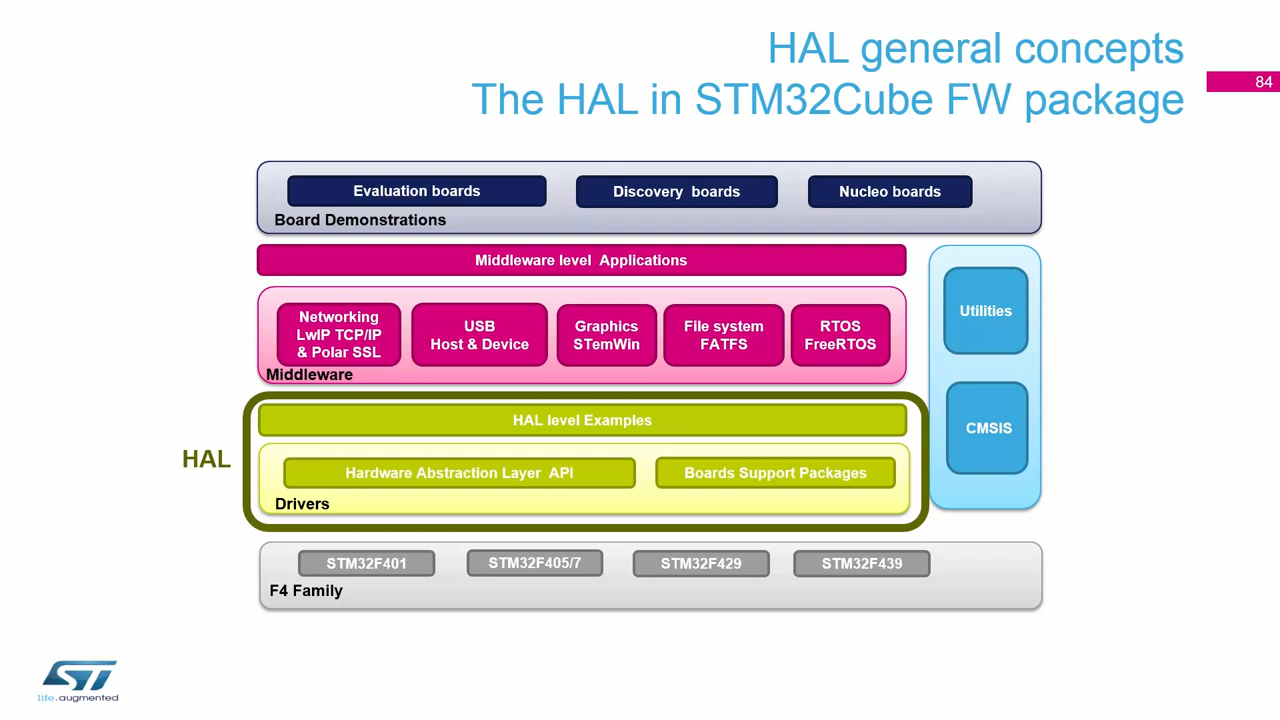 HAL general concepts
The HAL in STM32Cube FW package
84
Evaluation boards
Discovery boards
Nucleo boards
Board Demonstrations
Middleware level Applications
Networking
LwIP TCP/IP
& Polar SSL
USB
Host & Device
Graphics
STemWin
File system
FATFS
RTOS
FreeRTOS
Middleware
Utilities
CMSIS
HAL
HAL level Examples
Hardware Abstraction Layer API
Boards Support Packages
Drivers
STM32F401
STM32F405/7
STM32F429
STM32F439
F4 Family
ST
life.augmented